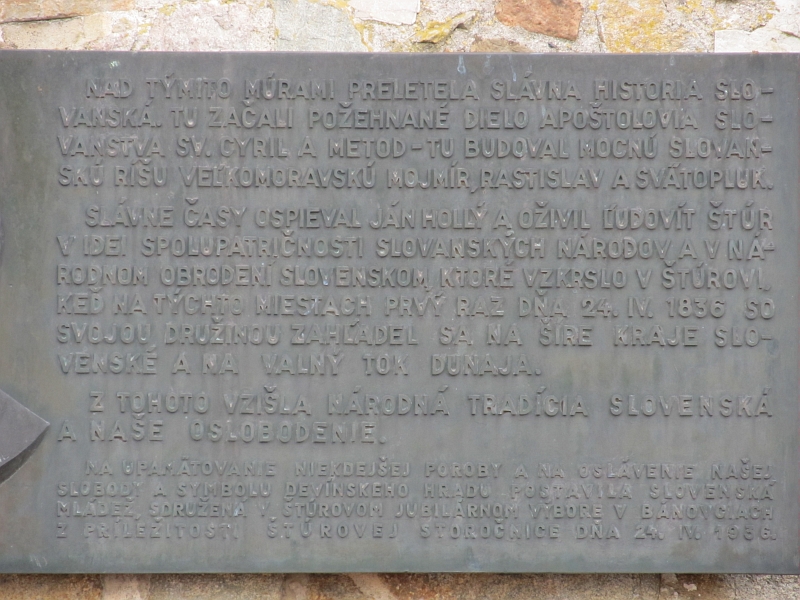 NAD TÝMITO MÚRAMI PRELETELA SLÁVNA HISTORIA SLO-
VANSKÁ. TU ZAČALI POŽEHNANÉ DIELO APOŠTOLOVIA SLO-
VANSTVA SV. CYRIL A METOD - TU BUDOVAL MOCNÚ SLOVAN-
SKÚ RÍŠU VEĽKOMORAVSKÚ MOJMÍR, RASTISLAV A SVÄTOPLUK.
SLÁVNE ČASY OSPIEVAL JÁN HOLLÝ A OŽIVIL ĽUDOVÍT ŠTÚR
V IDEI SPOLUPATRIČNOSTI SLOVANSKÝCH NÁRODOV A V NÁ-
RODNOM OBRODENÍ SLOVENSKOM, KTORÉ VZKRSLO V ŠTÚROVI,
KEĎ NA TÝCHTO MIESTACH PRVÝ RAZ DŇA 24. IV. 1836 SO
SVOJOU DRUŽINOU ZAHĽADEL SA NA ŠÍRE KRAJE SLO-
VENSKÉ A NA VALNÝ TOK DUNAJA.
Z TOHOTO VZIŠLA NÁRODNÁ TRADÍCIA SLOVENSKÁ
A NAŠE OSLOBODENIE.
NA UPAMÄTOVANIE NIEKDEJŠEJ POROBY A NA OSLÁVENIE NAŠEJ
SLOBODY A SYMBOLU DEVÍNSKEHO HRADU POSTAVILA SLOVENSKÁ
MLÁDEŽ, SDRUŽENÁ V ŠTÚROVOM JUBILÁRNOM VÝBORE V BÁNOVCIACH
Z PRÍLEŽITOSTI ŠTÚROVEJ STOROČNICE DŇA 24. IV. 1936.